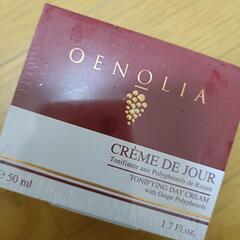 OENOLIA
CRÈME DE JOUR
Tonifiante aux Polyphénols de Raisin
TONIFYING DAY CREAM
with Grape Polyphenols
e 50 ml
1.7 Fl.oz.